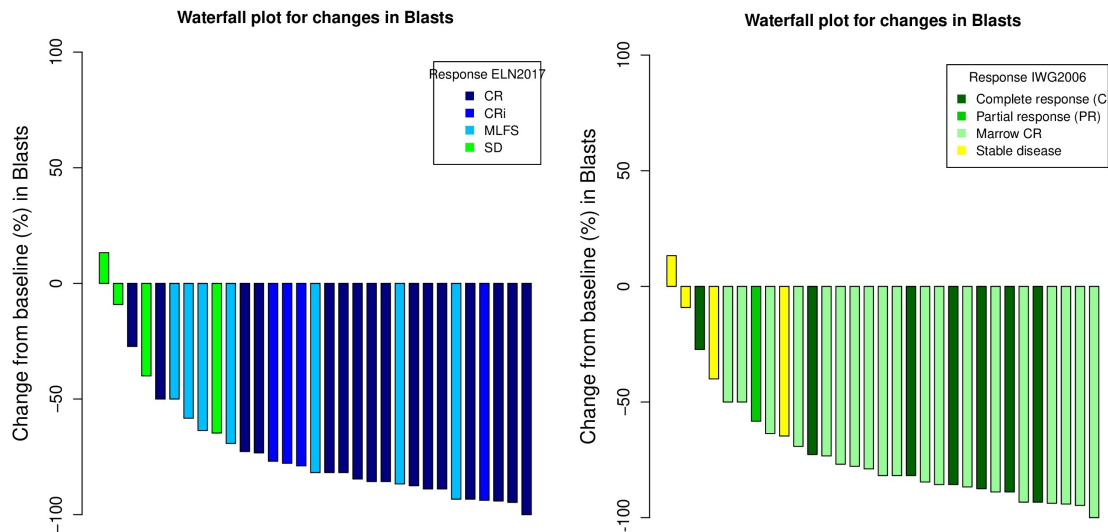 Waterfall plot for changes in Blasts
Change from baseline (%) in Blasts
100
50
0
−50
−100
Response ELN2017
CR
CRi
MLFS
SD
Waterfall plot for changes in Blasts
Change from baseline (%) in Blasts
100
50
0
−50
−100
Response IWG2006
Complete response (C
Partial response (PR)
Marrow CR
Stable disease